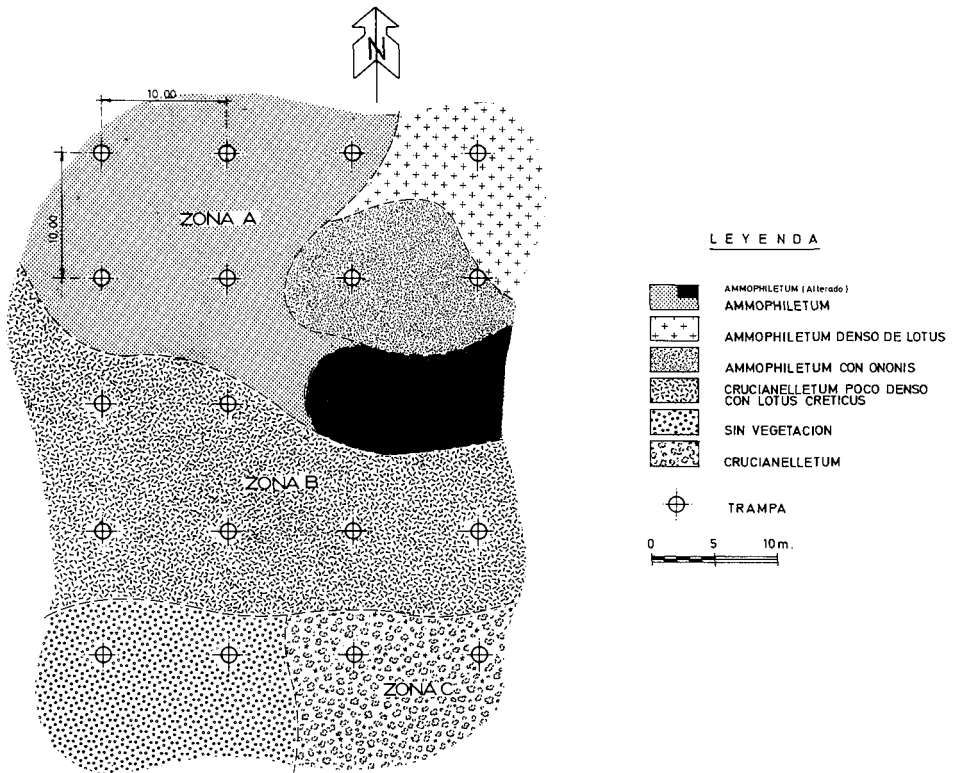 N
10.00
10.00
ZONA A
ZONA B
ZONA C
LEYENDA
AMMOPHILETUM (Alterado)
AMMOPHILETUM
AMMOPHILETUM DENSO DE LOTUS
AMMOPHILETUM CON ONONIS
CRUCIANELLETUM POCO DENSO
CON LOTUS CRETICUS
SIN VEGETACION
CRUCIANELLETUM
TRAMPA
0 5 10 m.